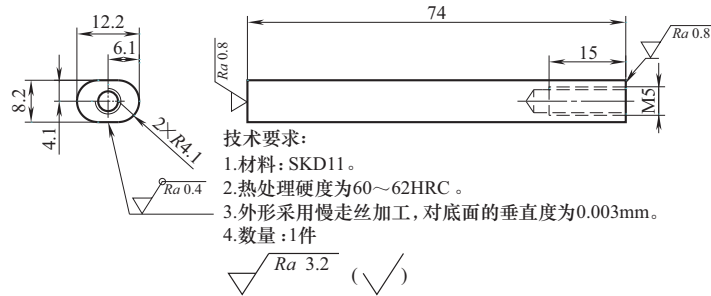 12.2
6.1
8.2
4.1
2×R4.1
Ra 0.4
74
15
M5
Ra 0.8
Ra 0.8
技术要求：
1.材料：SKD11。
2.热处理硬度为60～62HRC 。
3.外形采用慢走丝加工，对底面的垂直度为0.003mm。
4.数量：1件
Ra 3.2 ( )